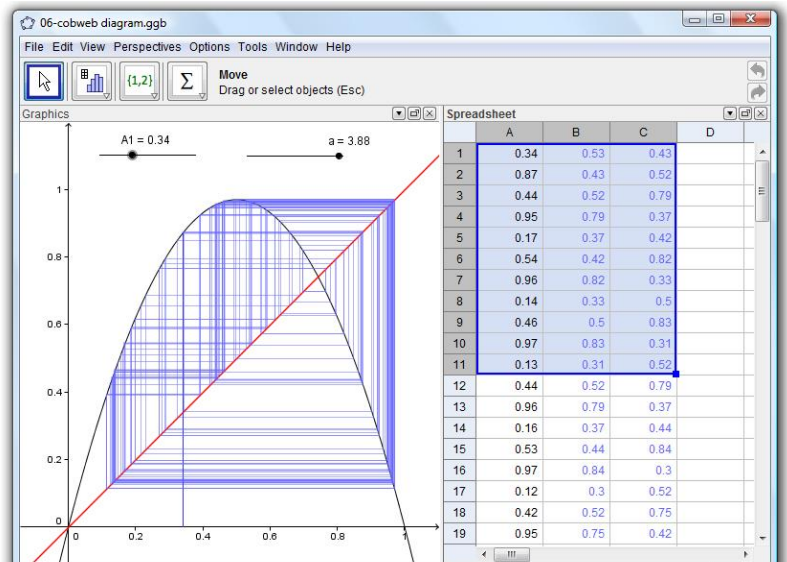 06-cobweb diagram.ggb
File Edit View Perspectives Options Tools Window Help
{1,2} Σ Move
Drag or select objects (Esc)
Graphics
A1 = 0.34 a = 3.88
1
0.8
0.6
0.4
0.2
0
0 0.2 0.4 0.6 0.8 1
Spreadsheet
A B C D
1 0.34 0.53 0.43
2 0.87 0.43 0.52
3 0.44 0.52 0.79
4 0.95 0.79 0.37
5 0.17 0.37 0.42
6 0.54 0.42 0.82
7 0.96 0.82 0.33
8 0.14 0.33 0.5
9 0.46 0.5 0.83
10 0.97 0.83 0.31
11 0.13 0.31 0.52
12 0.44 0.52 0.79
13 0.96 0.79 0.37
14 0.16 0.37 0.44
15 0.53 0.44 0.84
16 0.97 0.84 0.3
17 0.12 0.3 0.52
18 0.42 0.52 0.75
19 0.95 0.75 0.42